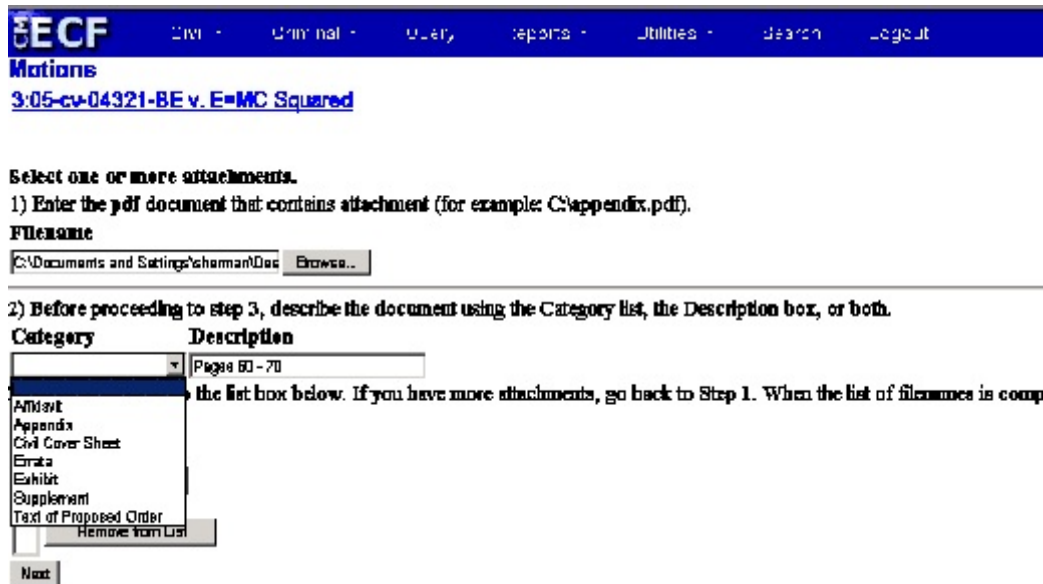 CM ECF Civil Criminal Query Reports Utilities Search Logout
Motions
3:05-cv-04321-BE v. E=MC Squared
Select one or more attachments.
1) Enter the pdf document that contains attachment (for example: C:\appendix.pdf).
Filename
C:\Documents and Settings\sherman\Des Browse...
2) Before proceeding to step 3, describe the document using the Category list, the Description box, or both.
Category Description
Pages 60 - 70
the list box below. If you have more attachments, go back to Step 1. When the list of filenames is comp
Affidavit
Appendix
Civil Cover Sheet
Errata
Exhibit
Supplement
Text of Proposed Order
Remove from List
Next